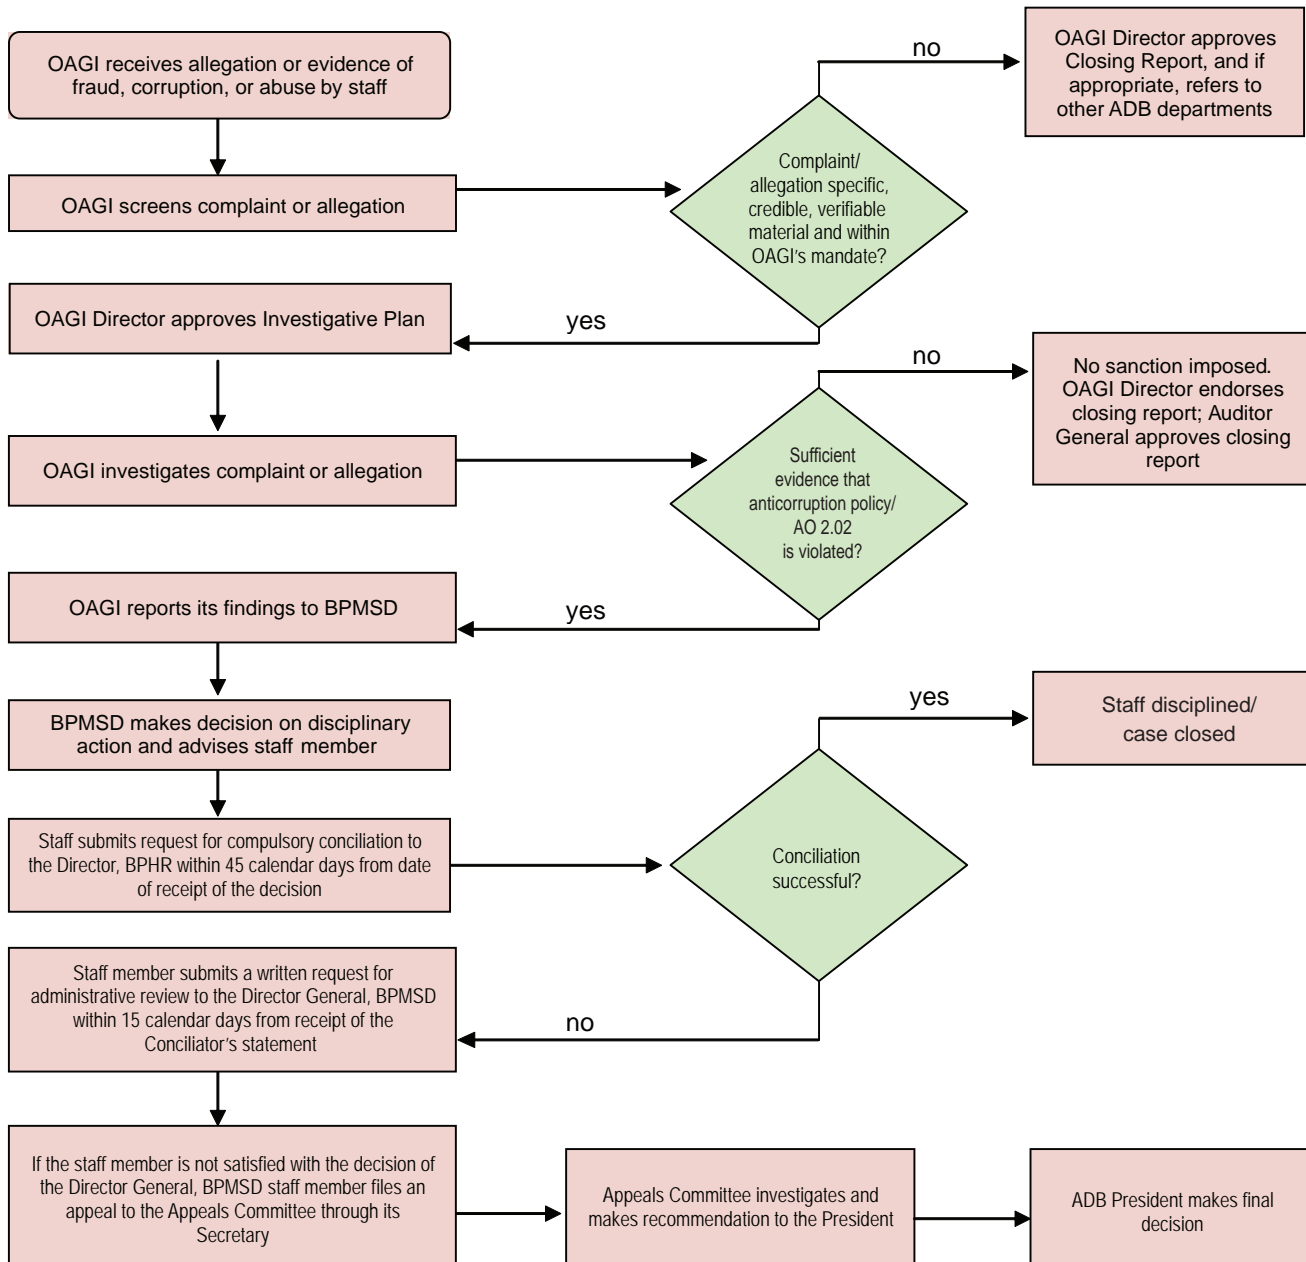 OAGI receives allegation or evidence of
fraud, corruption, or abuse by staff
no
OAGI Director approves
Closing Report, and if
appropriate, refers to
other ADB departments
OAGI screens complaint or allegation
Complaint/
allegation specific,
credible, verifiable
material and within
OAGI's mandate?
OAGI Director approves Investigative Plan
yes
no
No sanction imposed.
OAGI Director endorses
closing report; Auditor
General approves closing
report
OAGI investigates complaint or allegation
Sufficient
evidence that
anticorruption policy/
AO 2.02
is violated?
OAGI reports its findings to BPMSD
yes
BPMSD makes decision on disciplinary
action and advises staff member
yes
Staff disciplined/
case closed
Staff submits request for compulsory conciliation to
the Director, BPHR within 45 calendar days from date
of receipt of the decision
Conciliation
successful?
Staff member submits a written request for
administrative review to the Director General, BPMSD
within 15 calendar days from receipt of the
Conciliator's statement
no
If the staff member is not satisfied with the decision of
the Director General, BPMSD staff member files an
appeal to the Appeals Committee through its
Secretary
Appeals Committee investigates and
makes recommendation to the President
ADB President makes final
decision